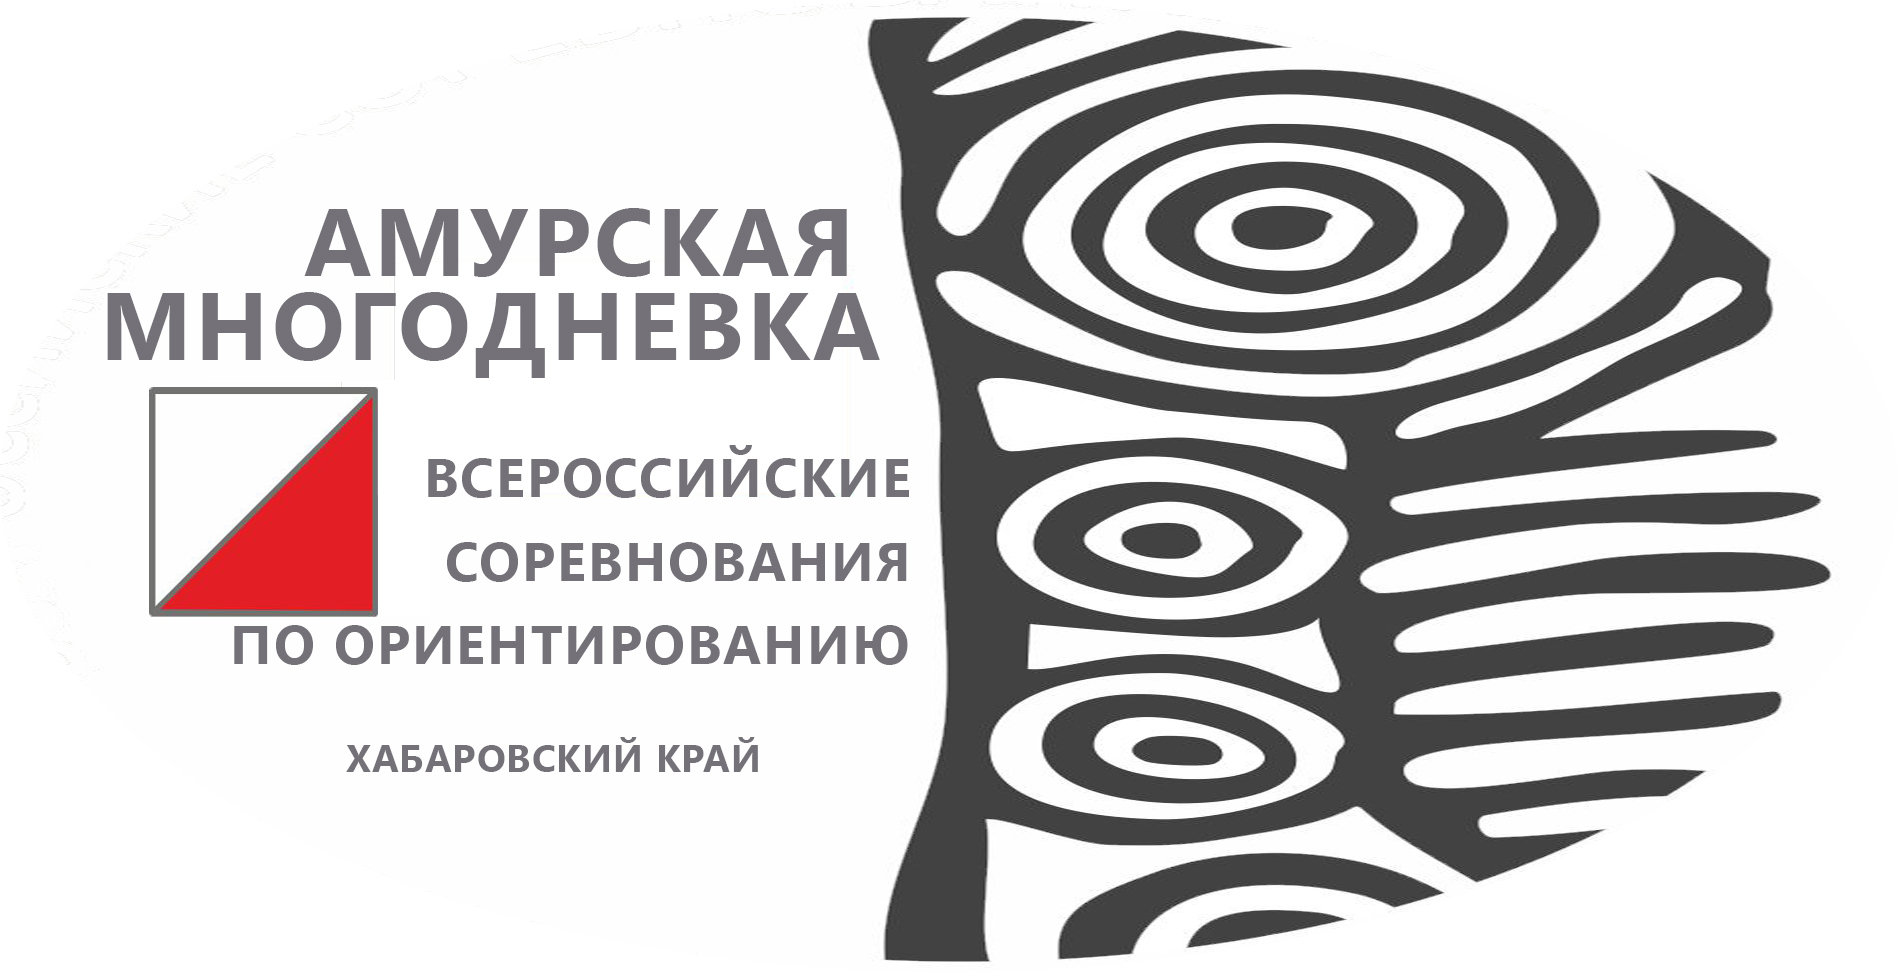 АМУРСКАЯ
МНОГОДНЕВКА
ВСЕРОССИЙСКИЕ
СОРЕВНОВАНИЯ
ПО ОРИЕНТИРОВАНИЮ
ХАБАРОВСКИЙ КРАЙ